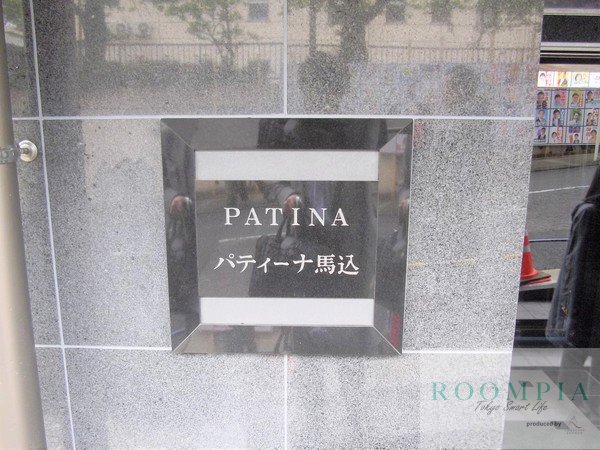 PATINA
パティーナ馬込
ROOMPIA
Tokyo Smart Life
produced by